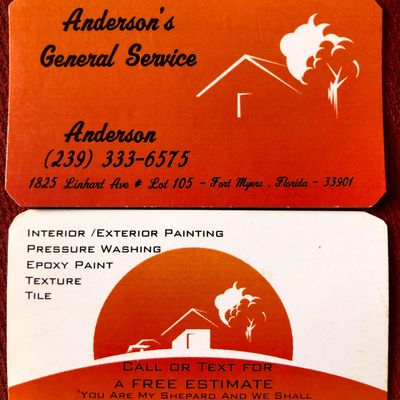 Anderson's
General Service
Anderson
(239) 333-6575
1825 Linhart Ave # Lot 105 - Fort Myers , Florida - 33901
Interior /Exterior Painting
Pressure Washing
Epoxy Paint
Texture
Tile
Call or Text for
a FREE ESTIMATE
"You Are My Shepard And We Shall